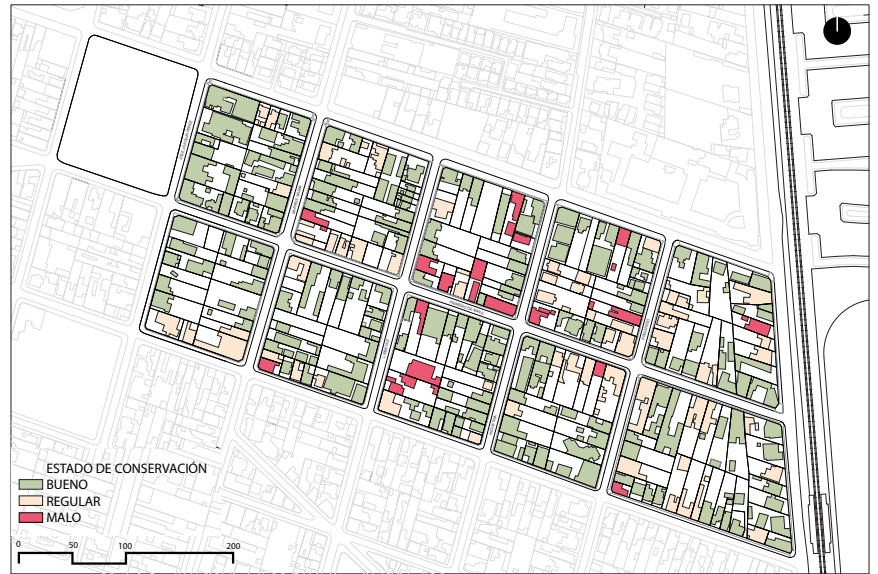 ESTADO DE CONSERVACIÓN
BUENO
REGULAR
MALO
0 50 100 200